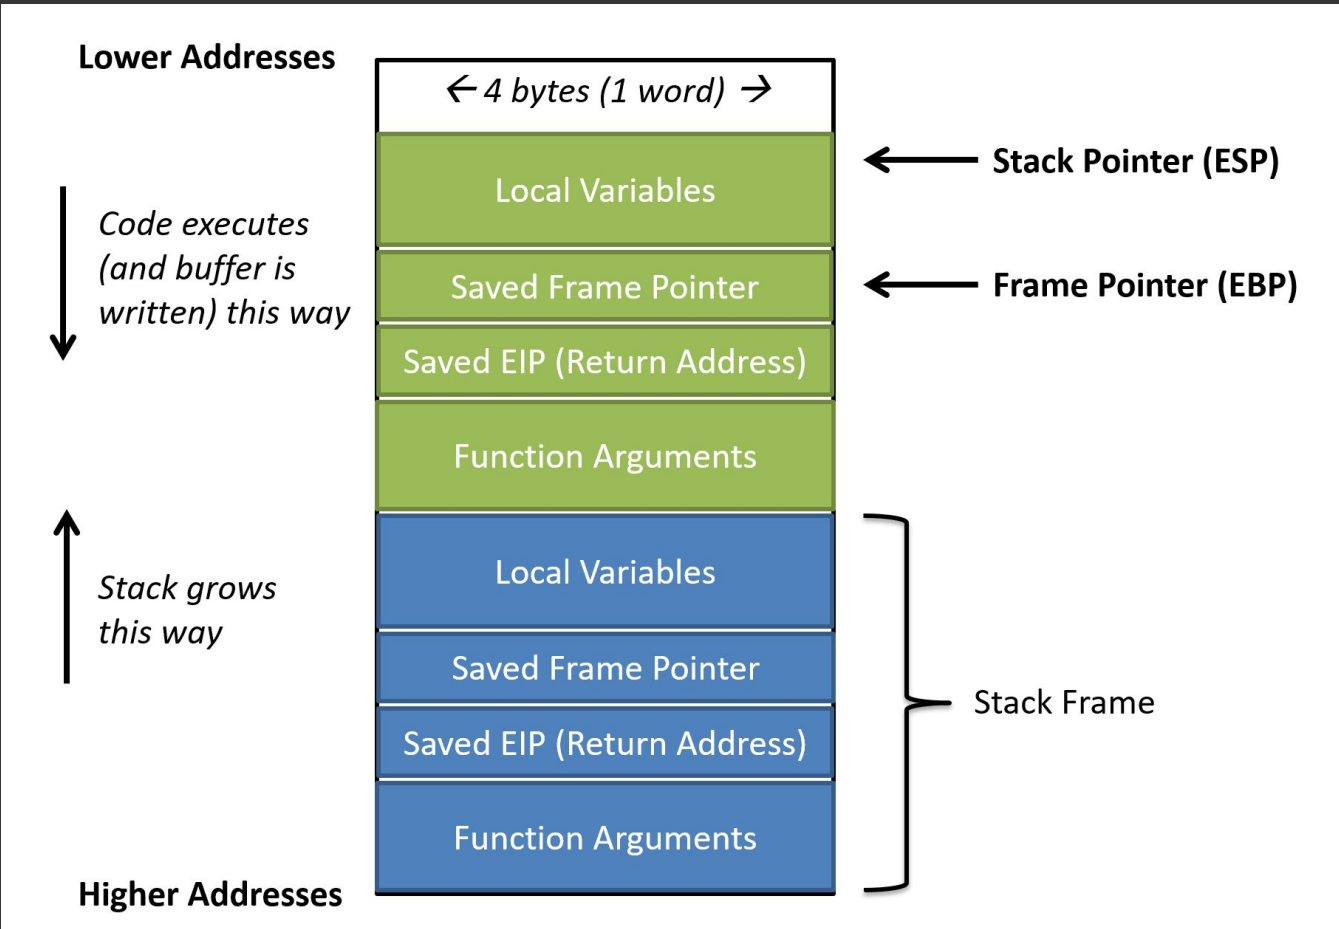 Lower Addresses
← 4 bytes (1 word) →
Local Variables
Stack Pointer (ESP)
Code executes
(and buffer is
written) this way
Saved Frame Pointer
Frame Pointer (EBP)
Saved EIP (Return Address)
Function Arguments
Stack grows
this way
Local Variables
Saved Frame Pointer
Stack Frame
Saved EIP (Return Address)
Function Arguments
Higher Addresses